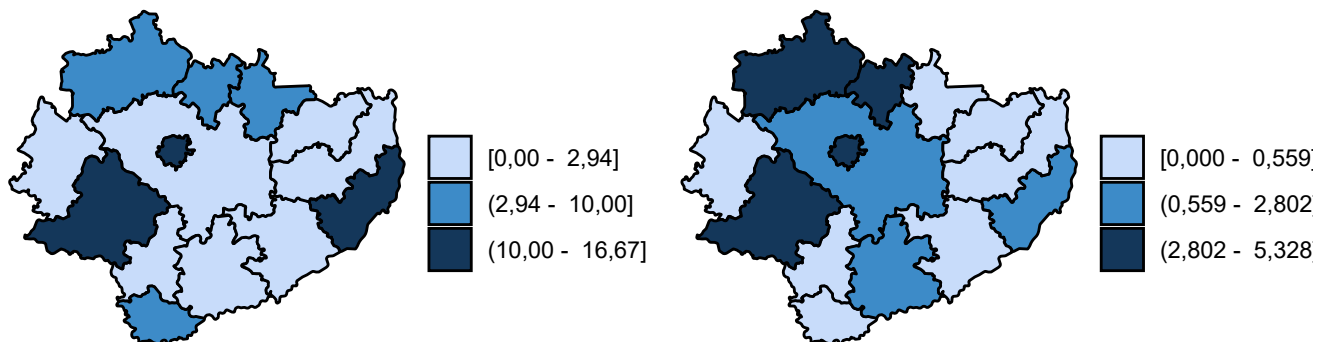 [0,00 - 2,94]
(2,94 - 10,00]
(10,00 - 16,67]
[0,000 - 0,559]
(0,559 - 2,802]
(2,802 - 5,328]